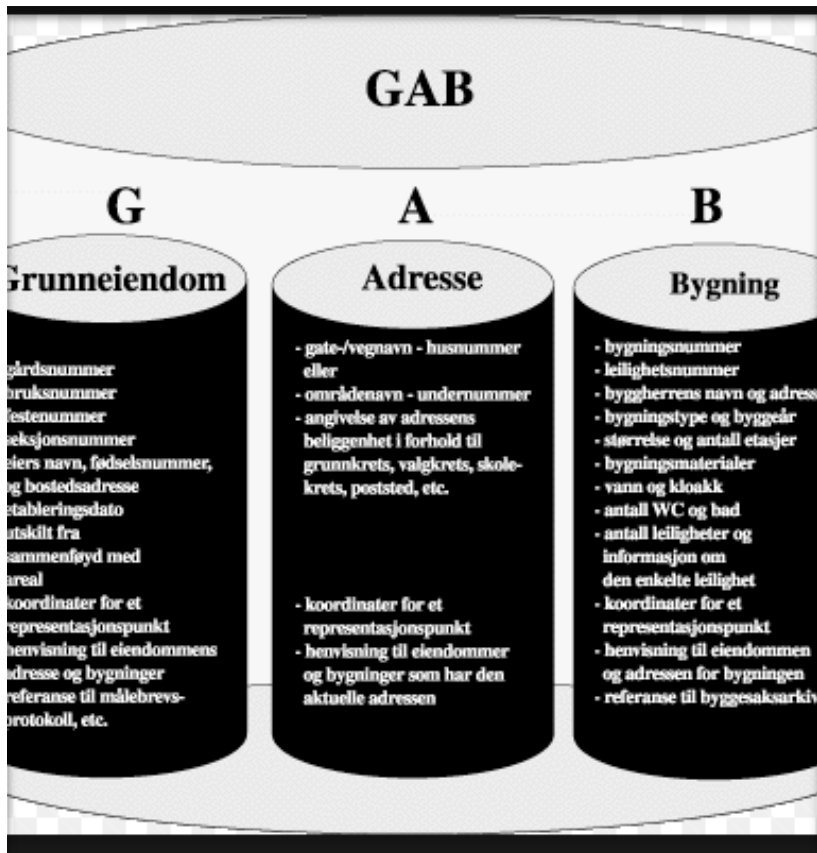 GAB
G
A
B
Grunneiendom
gårdsnummer
bruksnummer
festenummer
seksjonsnummer
eiers navn, fødselsnummer,
og bostedsadresse
etableringsdato
utskilt fra
sammenføyd med
areal
koordinater for et
representasjonspunkt
henvisning til eiendommens
adresse og bygninger
referanse til målebrevs-
protokoll, etc.
Adresse
- gate-/vegnavn - husnummer
eller
- områdenavn - undernummer
- angivelse av adressens
beliggenhet i forhold til
grunnkrets, valgkrets, skole-
krets, poststed, etc.
- koordinater for et
representasjonspunkt
- henvisning til eiendommer
og bygninger som har den
aktuelle adressen
Bygning
- bygningsnummer
- leilighetsnummer
- byggherrens navn og adress
- bygningstype og byggeår
- størrelse og antall etasjer
- bygningsmaterialer
- vann og kloakk
- antall WC og bad
- antall leiligheter og
informasjon om
den enkelte leilighet
- koordinater for et
representasjonspunkt
- henvisning til eiendommen
og adressen for bygningen
- referanse til byggesaksarkiv